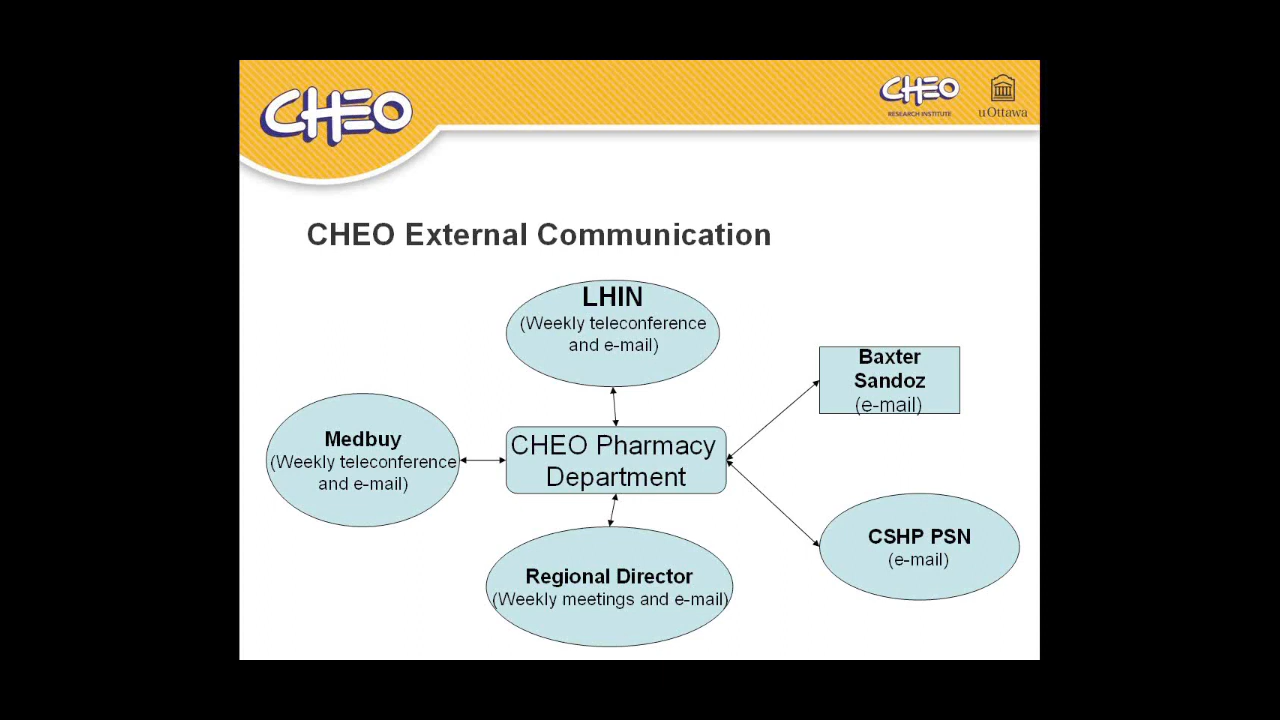 CHEO
CHEO
RESEARCH INSTITUTE
uOttawa
CHEO External Communication
LHIN
(Weekly teleconference
and e-mail)
Baxter
Sandoz
(e-mail)
Medbuy
(Weekly teleconference
and e-mail)
CHEO Pharmacy
Department
CSHP PSN
(e-mail)
Regional Director
(Weekly meetings and e-mail)